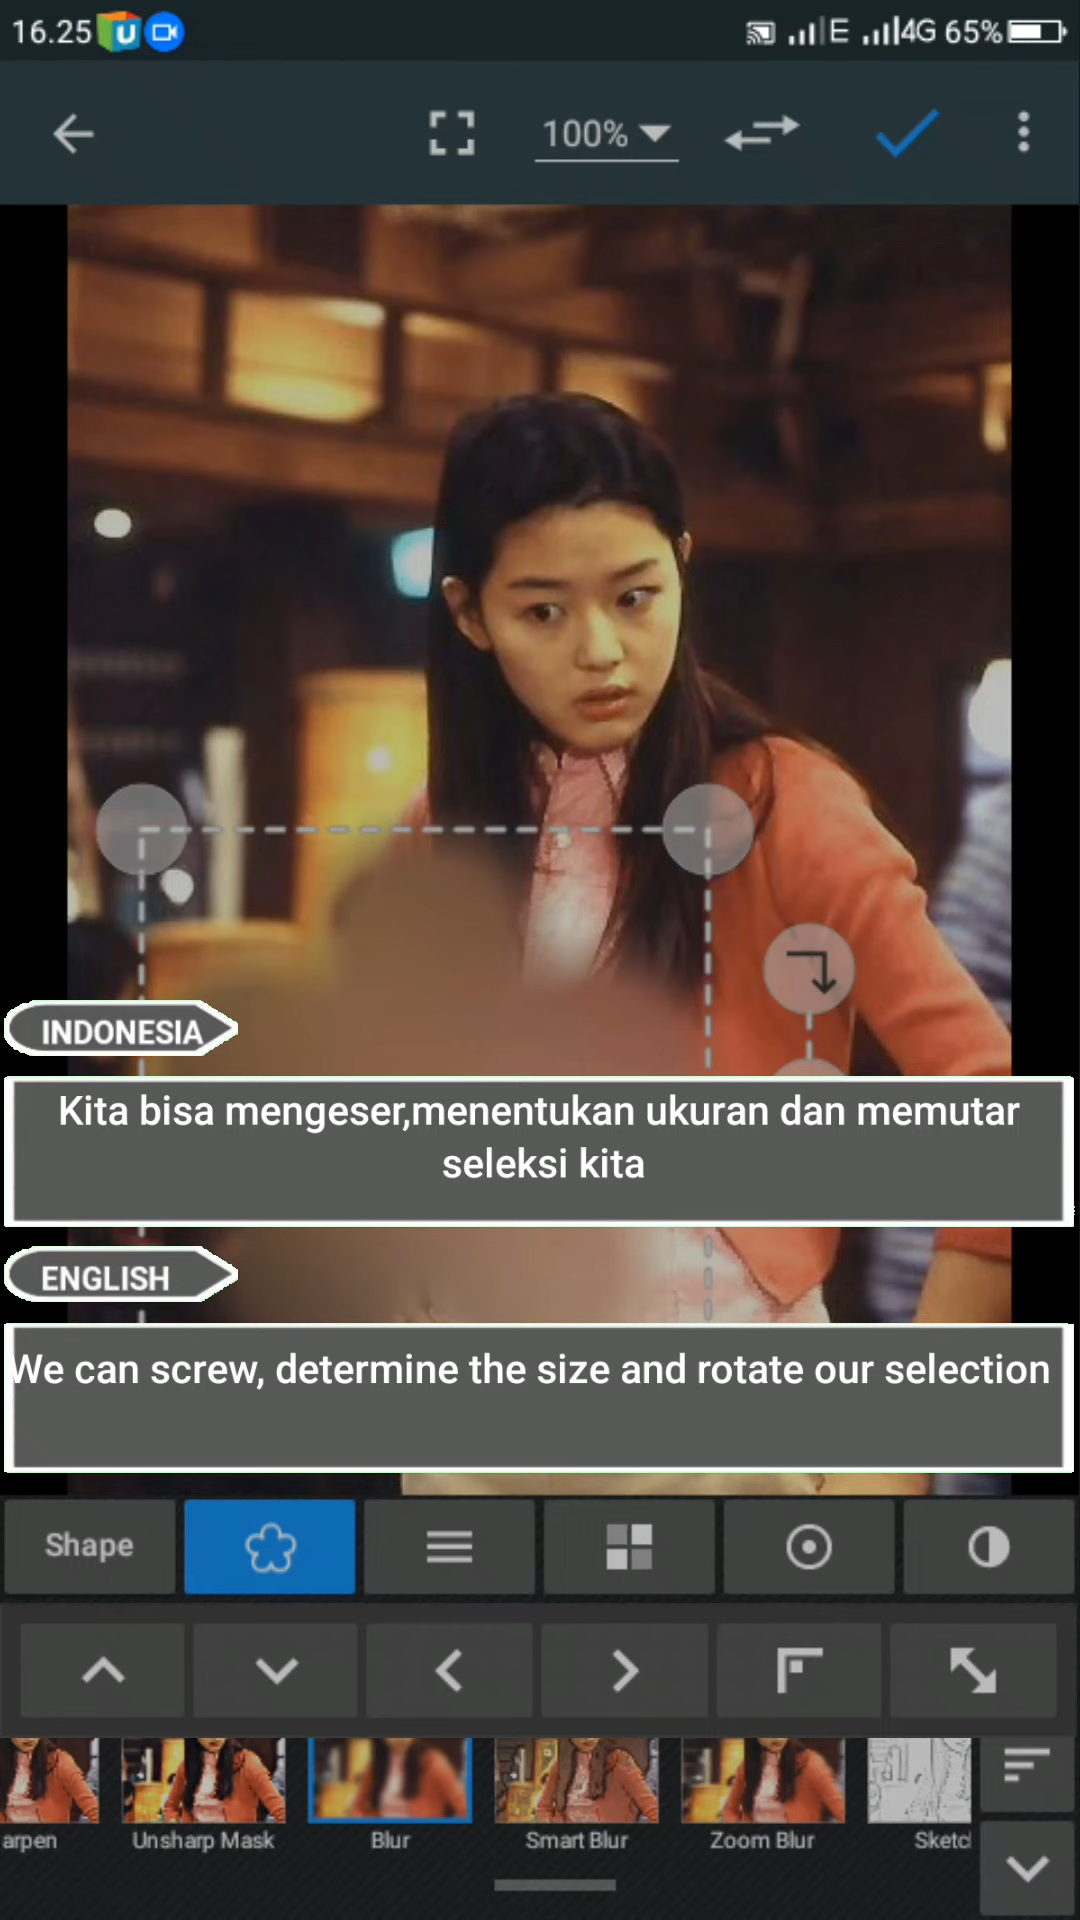 16.25
E
4G 65%
100%
INDONESIA
Kita bisa mengeser,menentukan ukuran dan memutar
seleksi kita
ENGLISH
We can screw, determine the size and rotate our selection
Shape
arpen Unsharp Mask Blur Smart Blur Zoom Blur Sketc